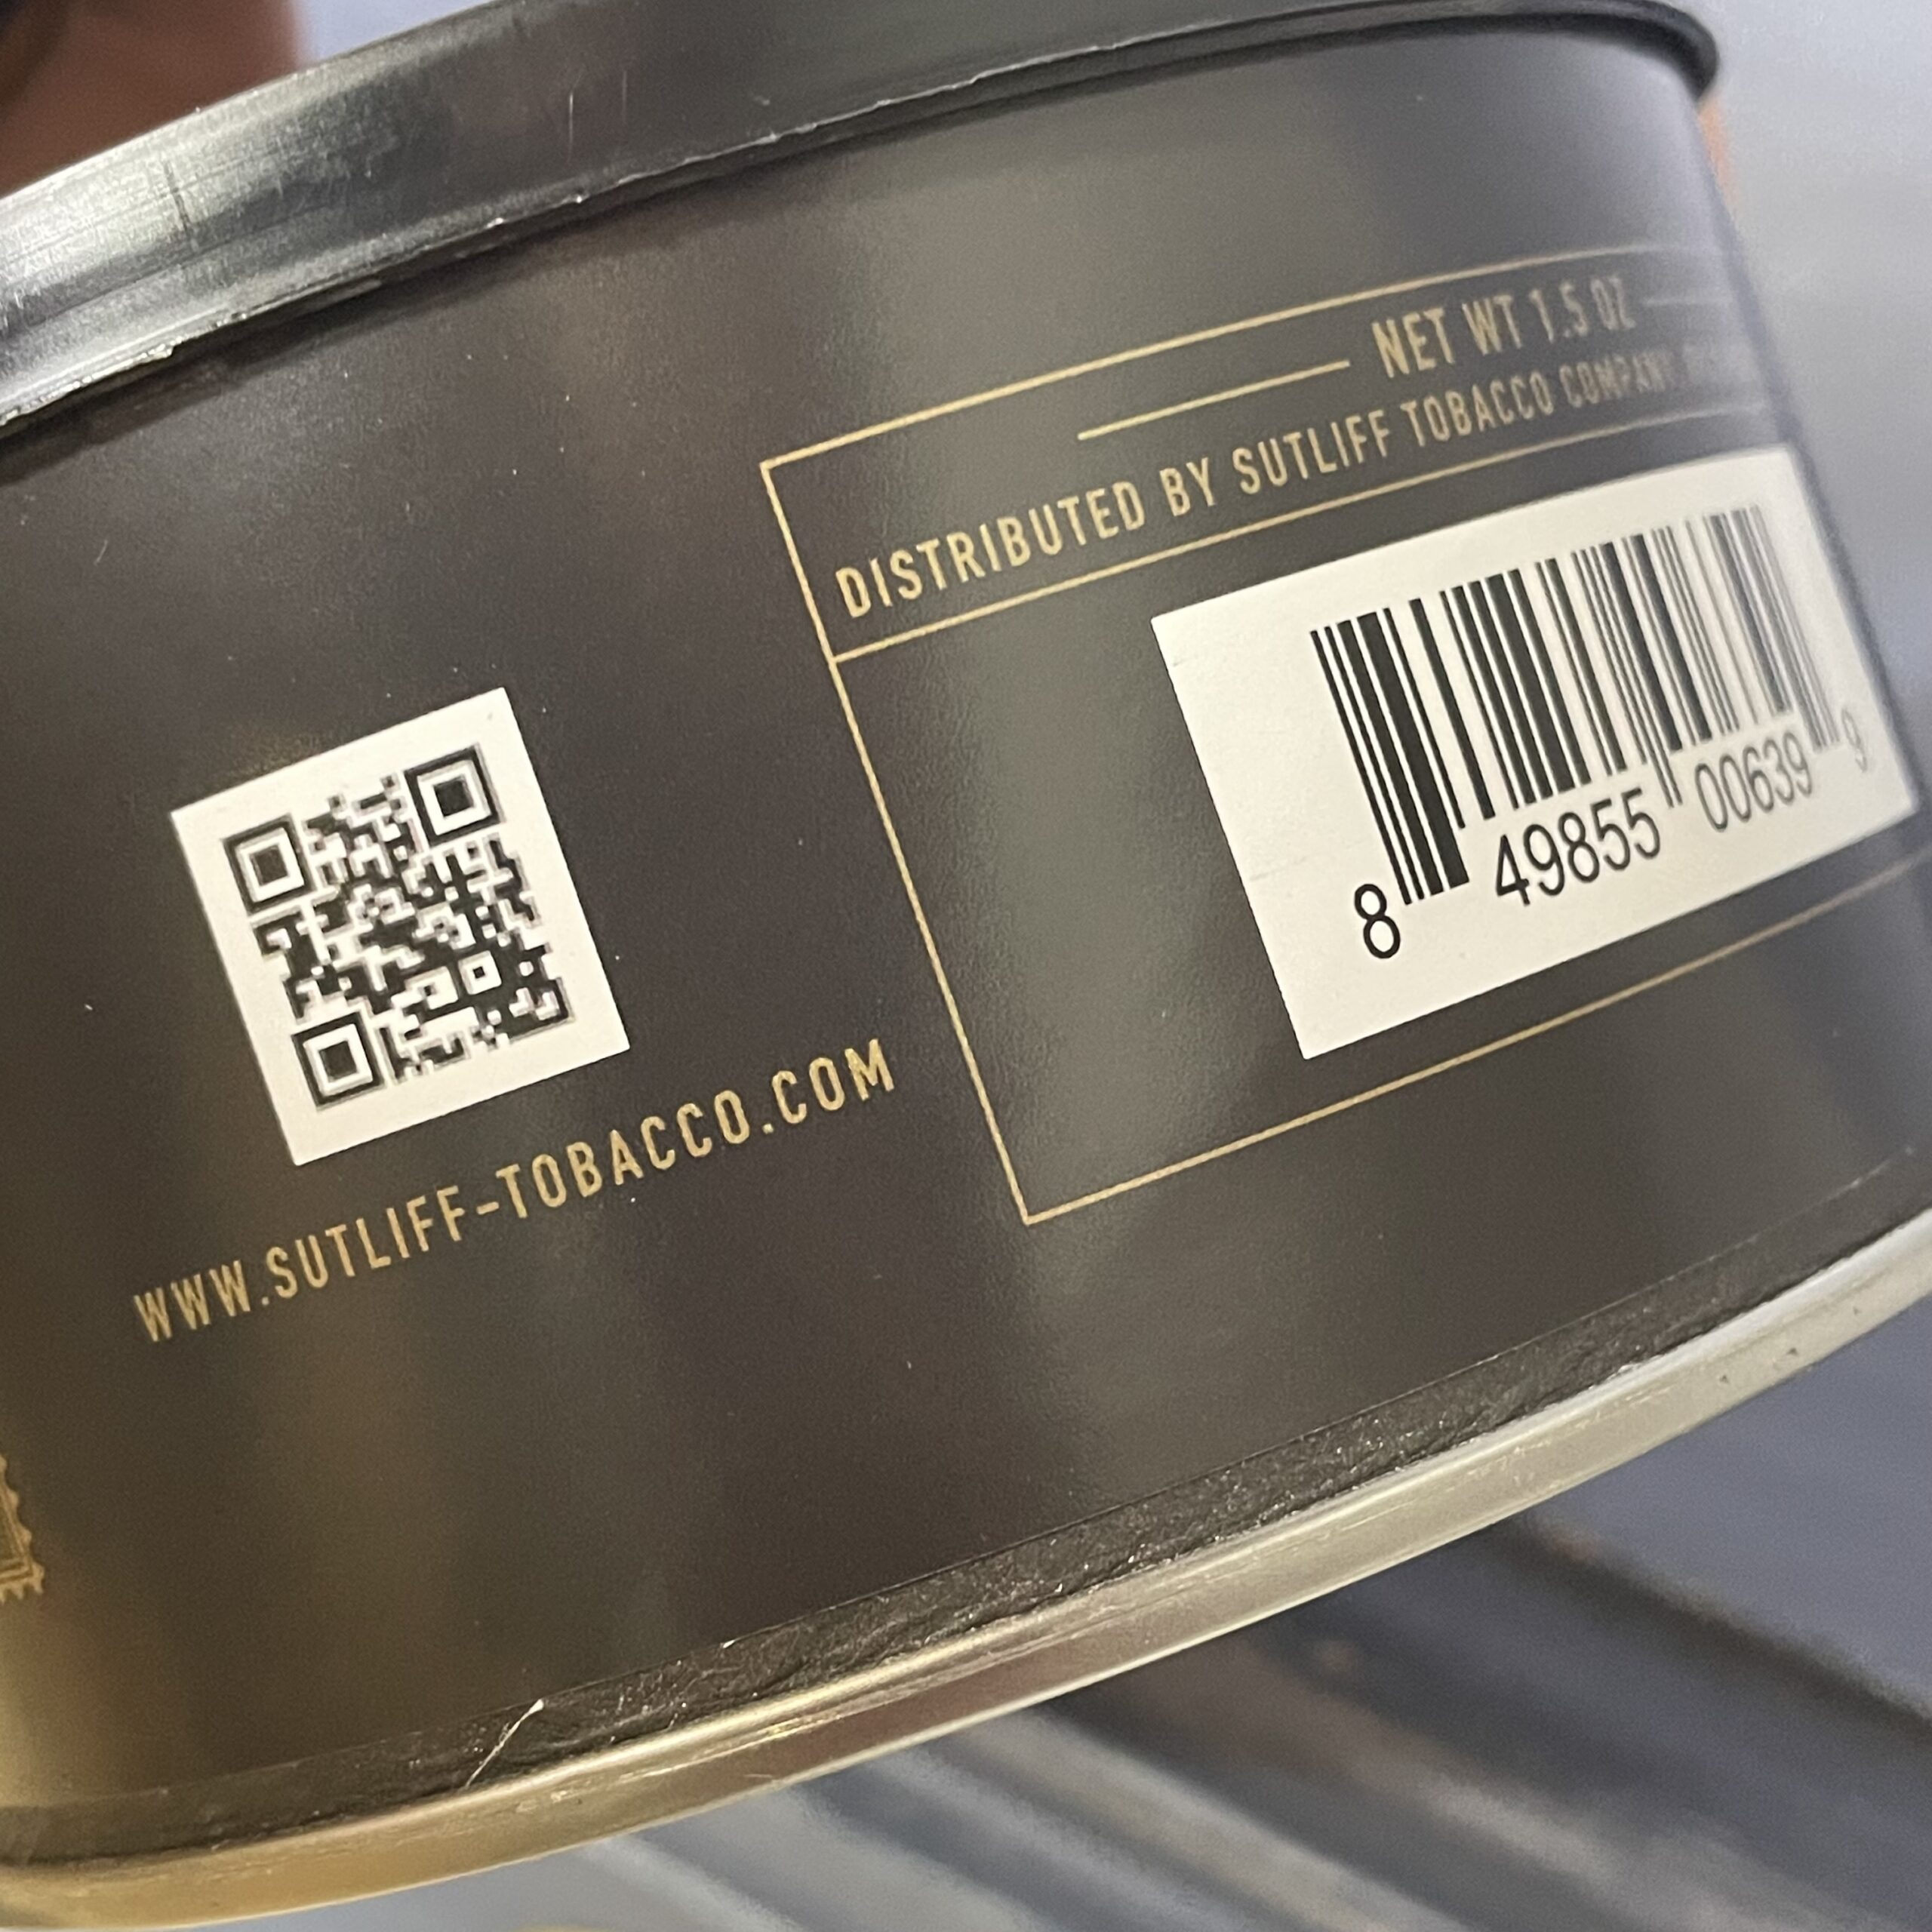 NET WT 1.5 OZ
DISTRIBUTED BY SUTLIFF TOBACCO COMPANY
8 49855 00639 9
WWW.SUTLIFF-TOBACCO.COM